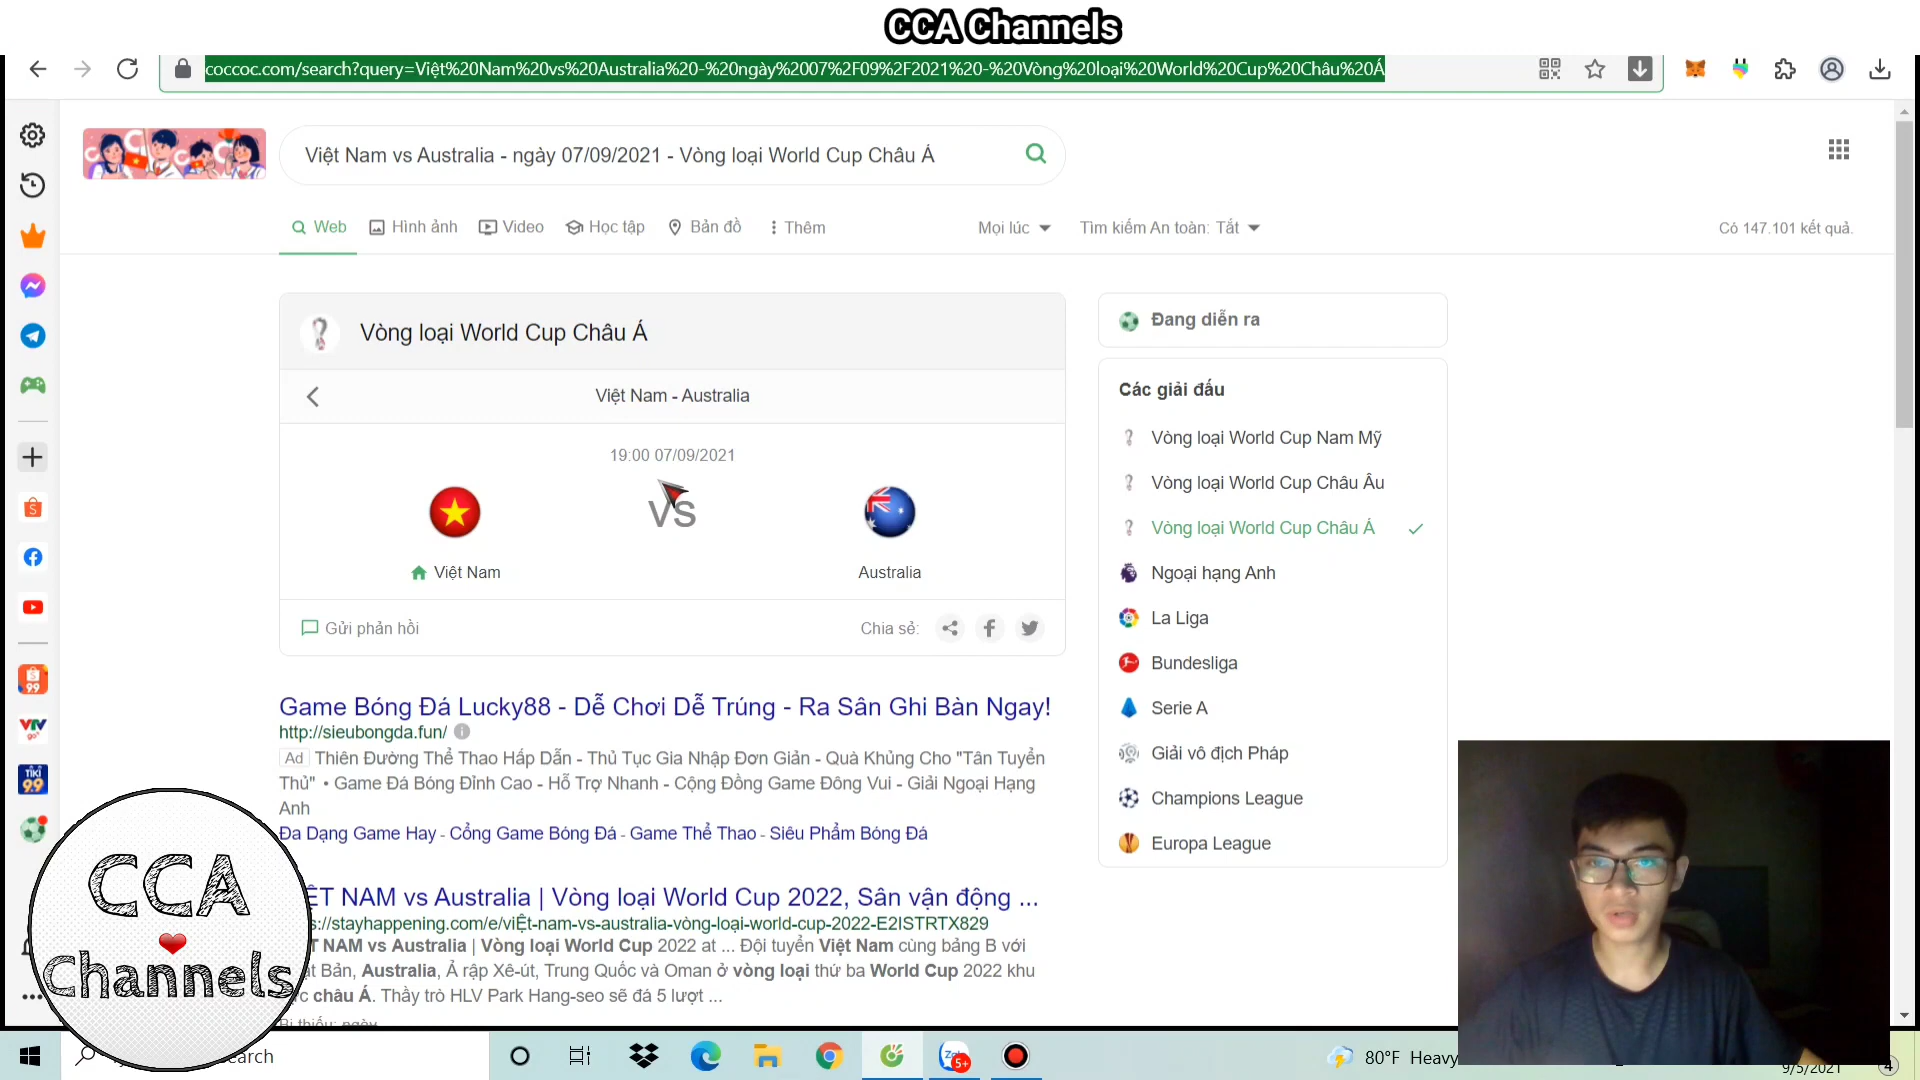 CCA Channels
coccoc.com/search?query=Việt%20Nam%20vs%20Australia%20-%20ngày%2007%2F09%2F2021%20-%20Vòng%20loại%20World%20Cup%20Châu%20Á
Việt Nam vs Australia - ngày 07/09/2021 - Vòng loại World Cup Châu Á
Web Hình ảnh Video Học tập Bản đồ Thêm Mọi lúc Tìm kiếm An toàn: Tắt Có 147.101 kết quả.
Vòng loại World Cup Châu Á
Việt Nam - Australia
19:00 07/09/2021
VS
Việt Nam Australia
Gửi phản hồi Chia sẻ:
Đang diễn ra
Các giải đấu
Vòng loại World Cup Nam Mỹ
Vòng loại World Cup Châu Âu
Vòng loại World Cup Châu Á
Ngoại hạng Anh
La Liga
Bundesliga
Serie A
Giải vô địch Pháp
Champions League
Europa League
Game Bóng Đá Lucky88 - Dễ Chơi Dễ Trúng - Ra Sân Ghi Bàn Ngay!
http://sieubongda.fun/
Ad Thiên Đường Thể Thao Hấp Dẫn - Thủ Tục Gia Nhập Đơn Giản - Quà Khủng Cho "Tân Tuyển
Thủ" • Game Đá Bóng Đỉnh Cao - Hỗ Trợ Nhanh - Cộng Đồng Game Đông Vui - Giải Ngoại Hạng
Anh
Đa Dạng Game Hay - Cổng Game Bóng Đá - Game Thể Thao - Siêu Phẩm Bóng Đá
ỆT NAM vs Australia | Vòng loại World Cup 2022, Sân vận động ...
s://stayhappening.com/e/việt-nam-vs-australia-vòng-loại-world-cup-2022-E2ISTRTX829
T NAM vs Australia | Vòng loại World Cup 2022 at ... Đội tuyển Việt Nam cùng bảng B với
t Bản, Australia, Ả rập Xê-út, Trung Quốc và Oman ở vòng loại thứ ba World Cup 2022 khu
c châu Á. Thầy trò HLV Park Hang-seo sẽ đá 5 lượt ...
CCA
Channels
earch
80°F Heavy
9/5/2021
4
5+
S
99
VTV
go
TIKI
9.9